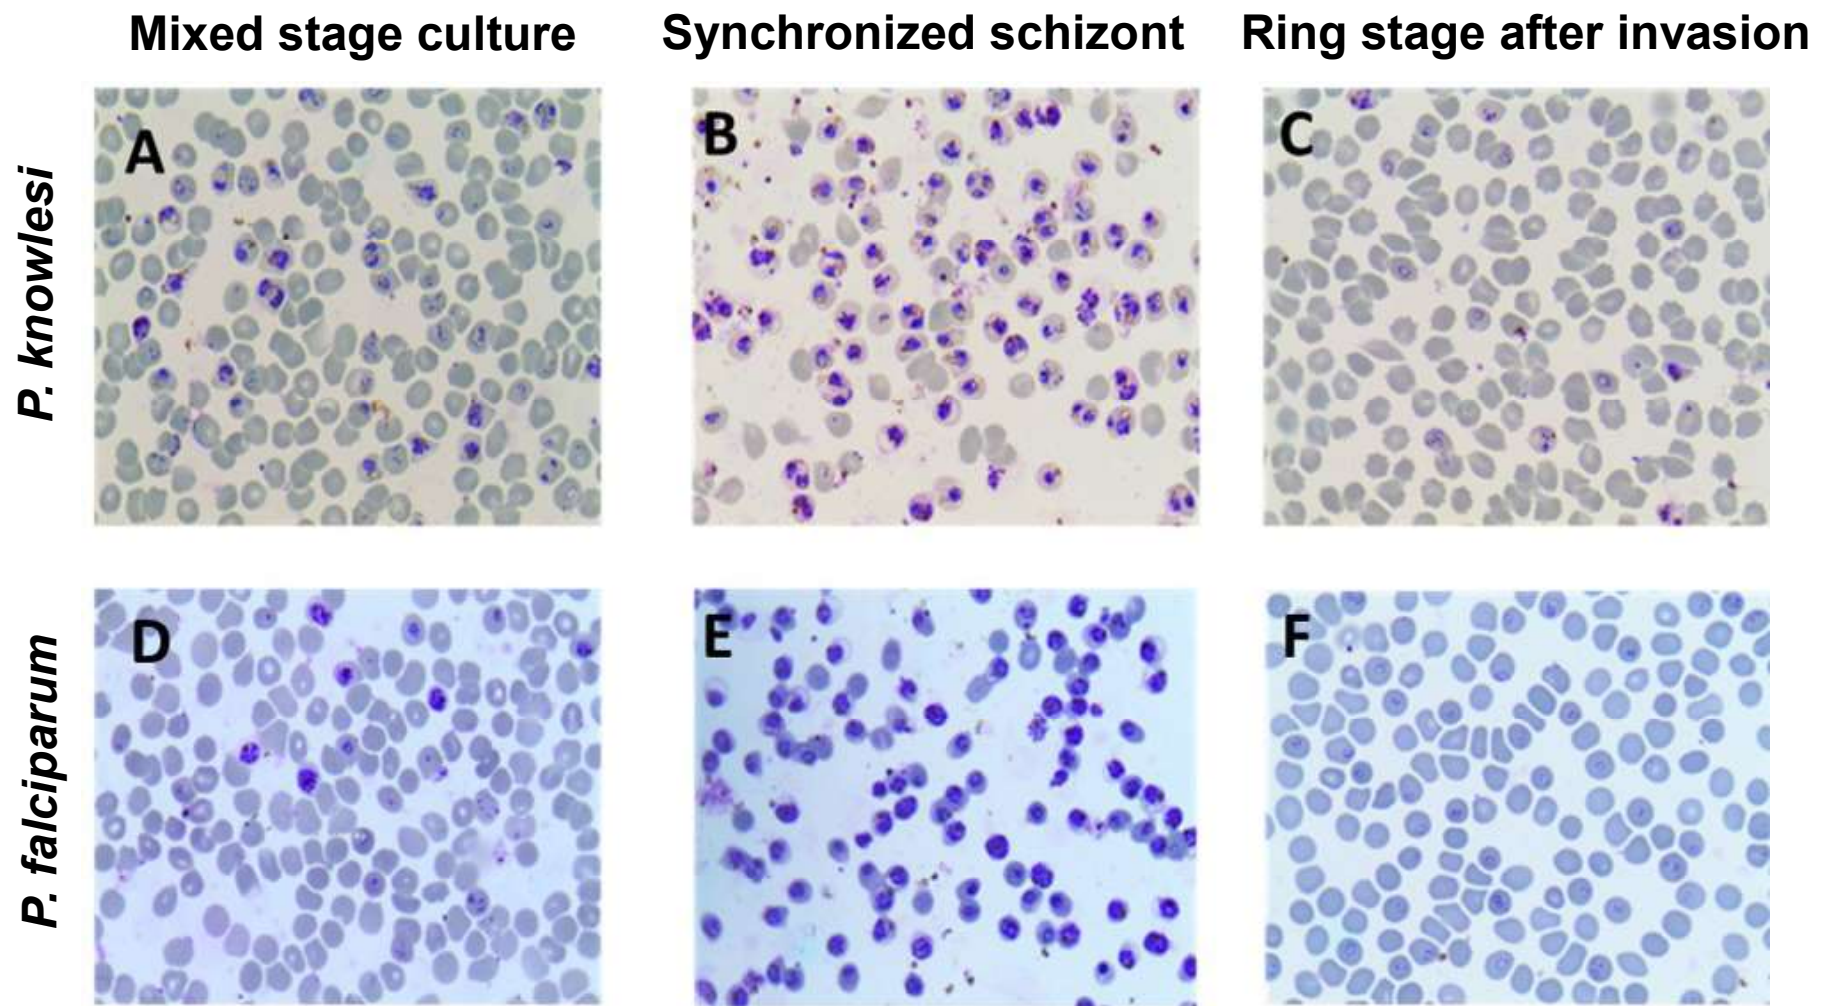 Mixed stage culture
Synchronized schizont
Ring stage after invasion
P. knowlesi
A
B
C
P. falciparum
D
E
F